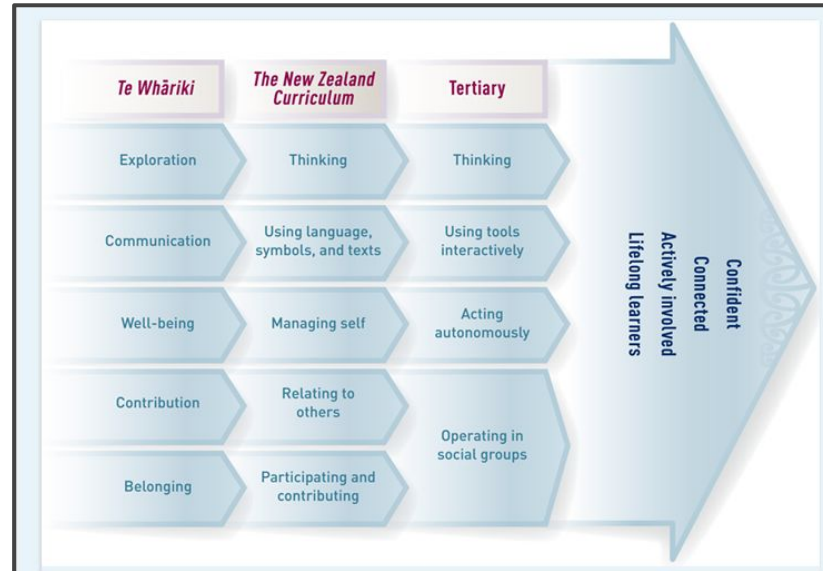 Te Whāriki
The New Zealand
Curriculum
Tertiary
Exploration
Thinking
Thinking
Communication
Using language,
symbols, and texts
Using tools
interactively
Well-being
Managing self
Acting
autonomously
Contribution
Relating to
others
Operating in
social groups
Belonging
Participating and
contributing
Confident
Connected
Actively involved
Lifelong learners